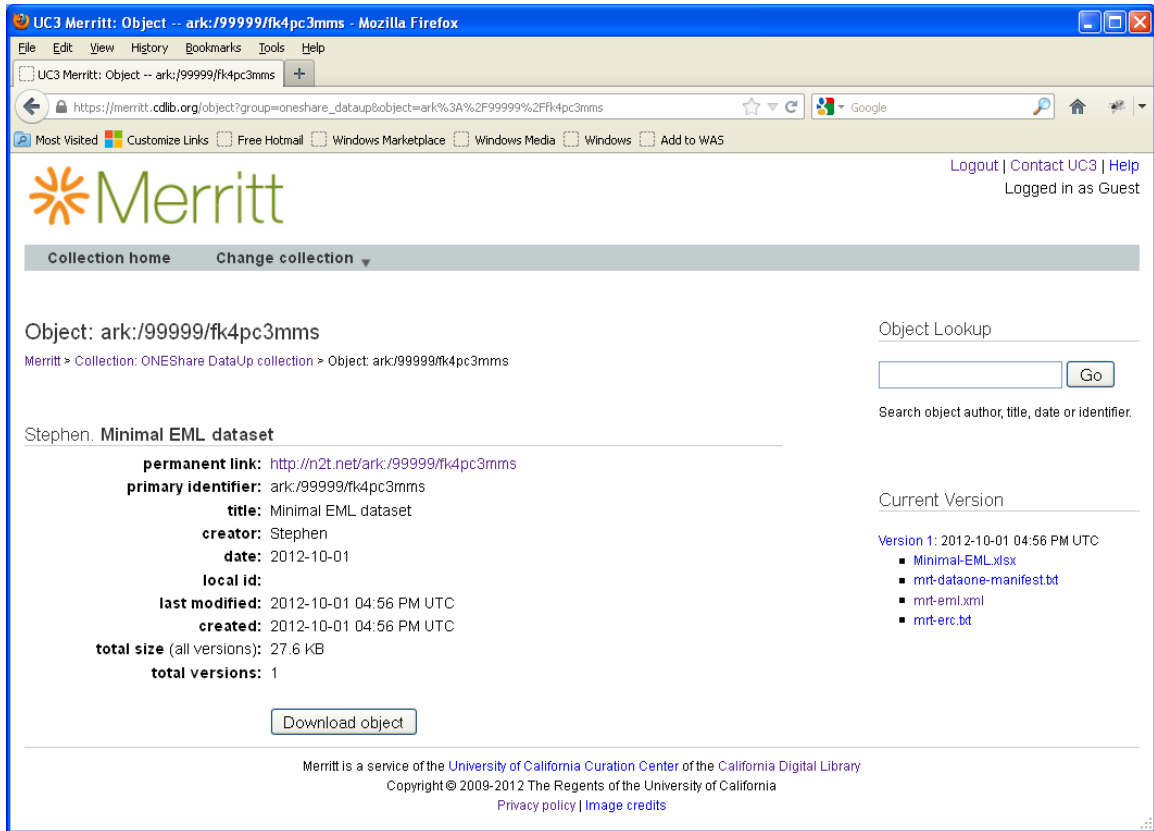 UC3 Merritt: Object -- ark:/99999/fk4pc3mms - Mozilla Firefox
File Edit View History Bookmarks Tools Help
UC3 Merritt: Object -- ark:/99999/fk4pc3mms +
https://merritt.cdlib.org/object?group=oneshare_dataup&object=ark%3A%2F99999%2Ffk4pc3mms Google
Most Visited Customize Links Free Hotmail Windows Marketplace Windows Media Windows Add to WAS
Logout | Contact UC3 | Help
Logged in as Guest
Merritt
Collection home Change collection
Object: ark:/99999/fk4pc3mms
Merritt > Collection: ONEShare DataUp collection > Object: ark:/99999/fk4pc3mms
Stephen. Minimal EML dataset
permanent link: http://n2t.net/ark:/99999/fk4pc3mms
primary identifier: ark:/99999/fk4pc3mms
title: Minimal EML dataset
creator: Stephen
date: 2012-10-01
local id:
last modified: 2012-10-01 04:56 PM UTC
created: 2012-10-01 04:56 PM UTC
total size (all versions): 27.6 KB
total versions: 1
Download object
Object Lookup
Go
Search object author, title, date or identifier.
Current Version
Version 1: 2012-10-01 04:56 PM UTC
Minimal-EML.xlsx
mrt-dataone-manifest.txt
mrt-eml.xml
mrt-erc.txt
Merritt is a service of the University of California Curation Center of the California Digital Library
Copyright © 2009-2012 The Regents of the University of California
Privacy policy | Image credits